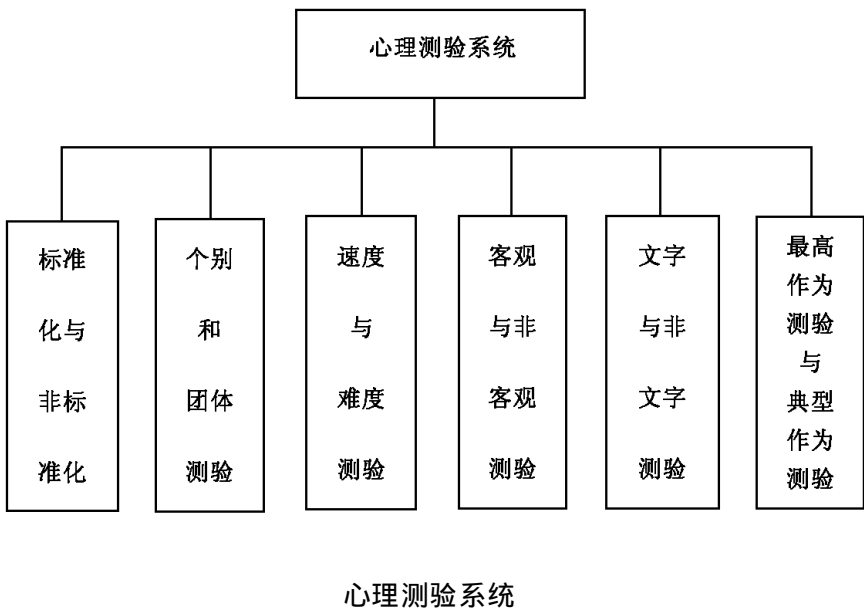 心理测验系统
标准
化与
非标
准化
个别
和
团体
测验
速度
与
难度
测验
客观
与非
客观
测验
文字
与非
文字
测验
最高
作为
测验
与
典型
作为
测验
心理测验系统